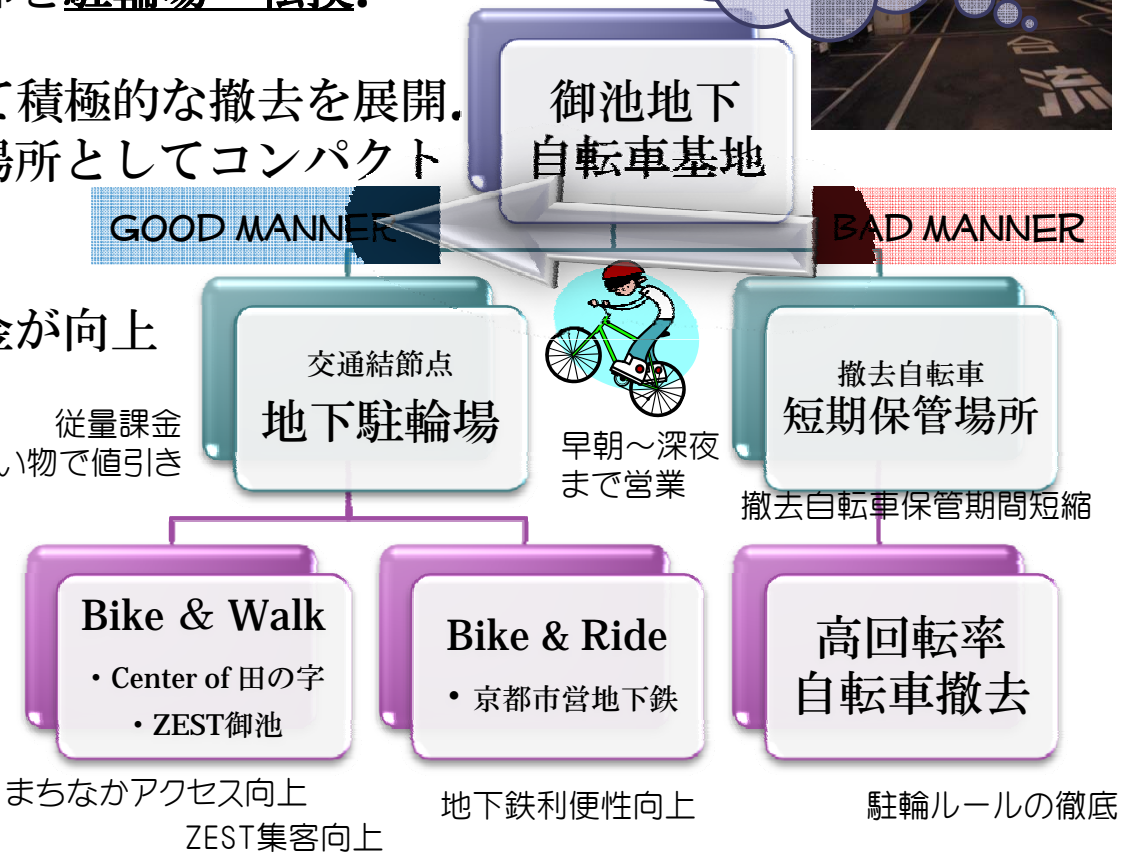 て積極的な撤去を展開.
場所としてコンパクト
御池地下
自転車基地
合流
GOOD MANNER
BAD MANNER
金が向上
従量課金
い物で値引き
交通結節点
地下駐輪場
早朝～深夜
まで営業
撤去自転車
短期保管場所
撤去自転車保管期間短縮
Bike & Walk
・Center of 田の字
・ZEST御池
Bike & Ride
・京都市営地下鉄
高回転率
自転車撤去
まちなかアクセス向上
ZEST集客向上
地下鉄利便性向上
駐輪ルールの徹底